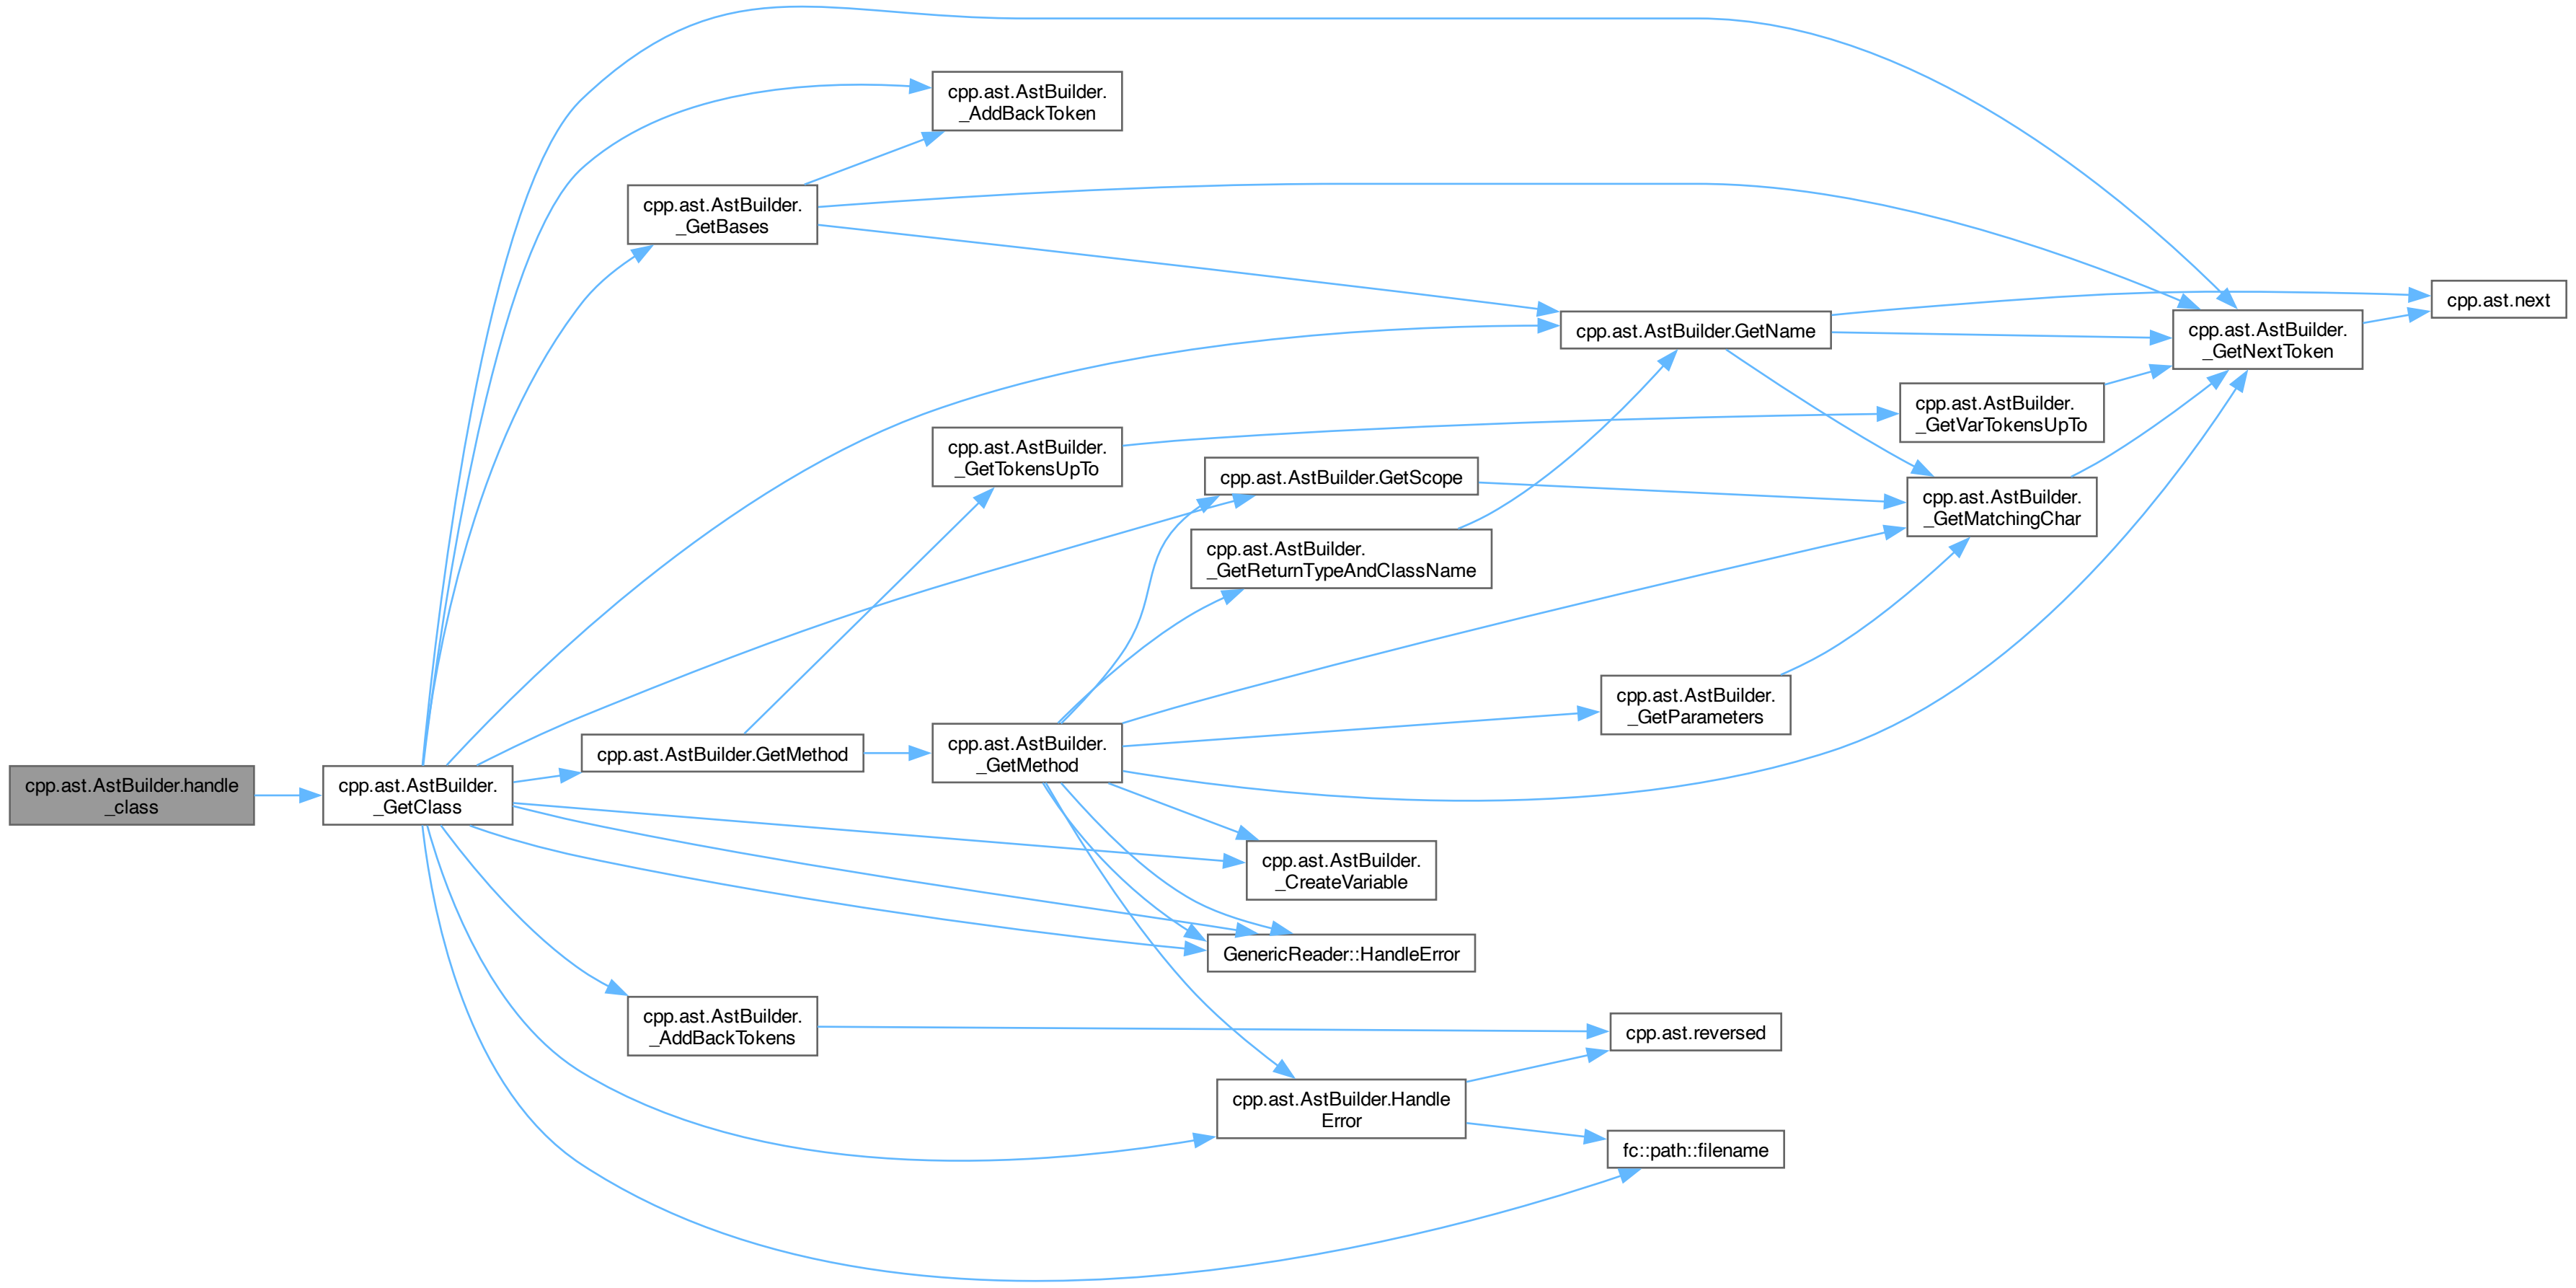 cpp.ast.AstBuilder.handle
_class
cpp.ast.AstBuilder.
_GetClass
cpp.ast.AstBuilder.
_GetBases
cpp.ast.AstBuilder.GetMethod
cpp.ast.AstBuilder.
_AddBackTokens
cpp.ast.AstBuilder.
_AddBackToken
cpp.ast.AstBuilder.
_GetTokensUpTo
cpp.ast.AstBuilder.
_GetMethod
cpp.ast.AstBuilder.GetScope
cpp.ast.AstBuilder.
_GetReturnTypeAndClassName
cpp.ast.AstBuilder.
_CreateVariable
GenericReader::HandleError
cpp.ast.AstBuilder.Handle
Error
cpp.ast.AstBuilder.GetName
cpp.ast.AstBuilder.
_GetParameters
cpp.ast.reversed
fc::path::filename
cpp.ast.AstBuilder.
_GetVarTokensUpTo
cpp.ast.AstBuilder.
_GetMatchingChar
cpp.ast.AstBuilder.
_GetNextToken
cpp.ast.next